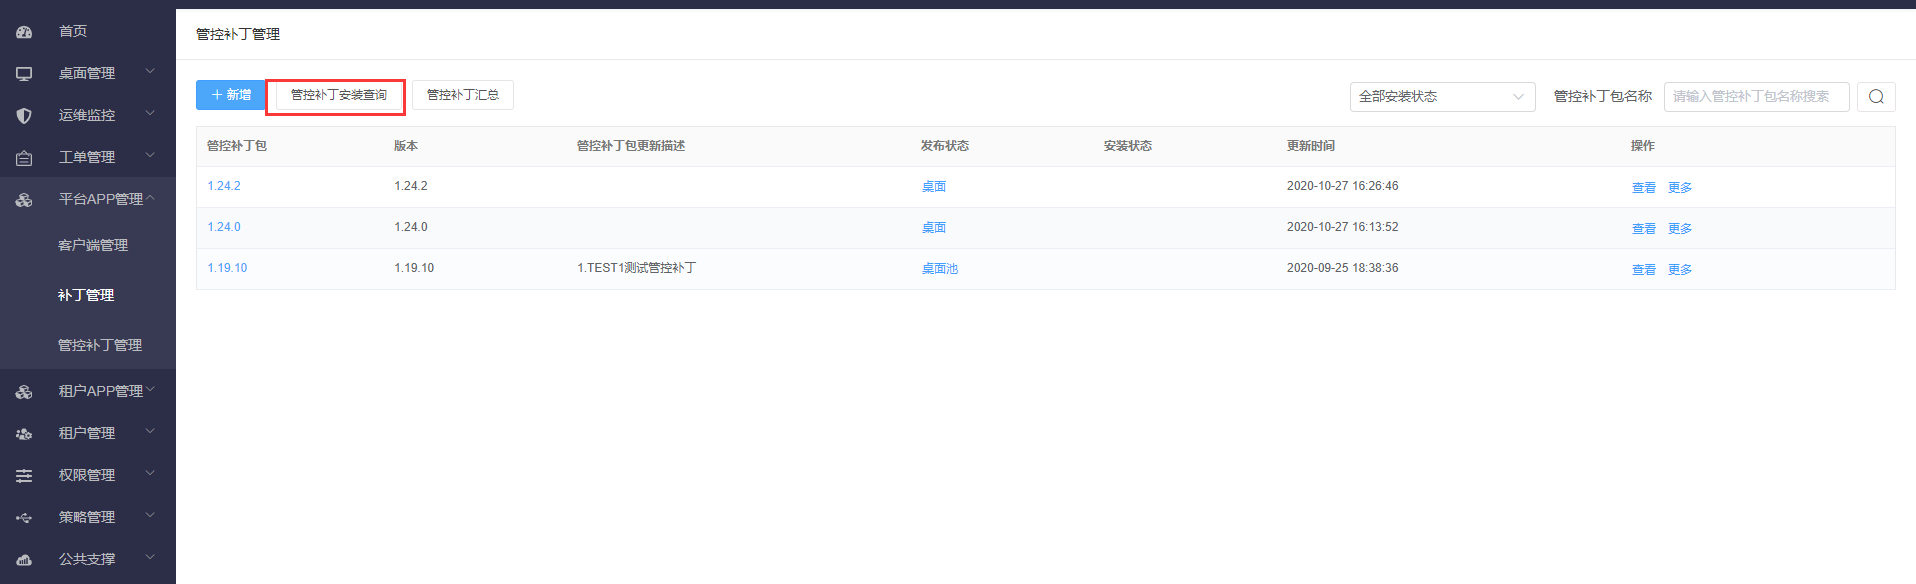 首页
桌面管理
运维监控
工单管理
平台APP管理
客户端管理
补丁管理
管控补丁管理
租户APP管理
租户管理
权限管理
策略管理
公共支撑
管控补丁管理
新增 管控补丁安装查询 管控补丁汇总 全部安装状态 管控补丁包名称 请输入管控补丁包名称搜索
管控补丁包 版本 管控补丁包更新描述 发布状态 安装状态 更新时间 操作
1.24.2 1.24.2 桌面 2020-10-27 16:26:46 查看 更多
1.24.0 1.24.0 桌面 2020-10-27 16:13:52 查看 更多
1.19.10 1.19.10 1.TEST1测试管控补丁 桌面池 2020-09-25 18:38:36 查看 更多